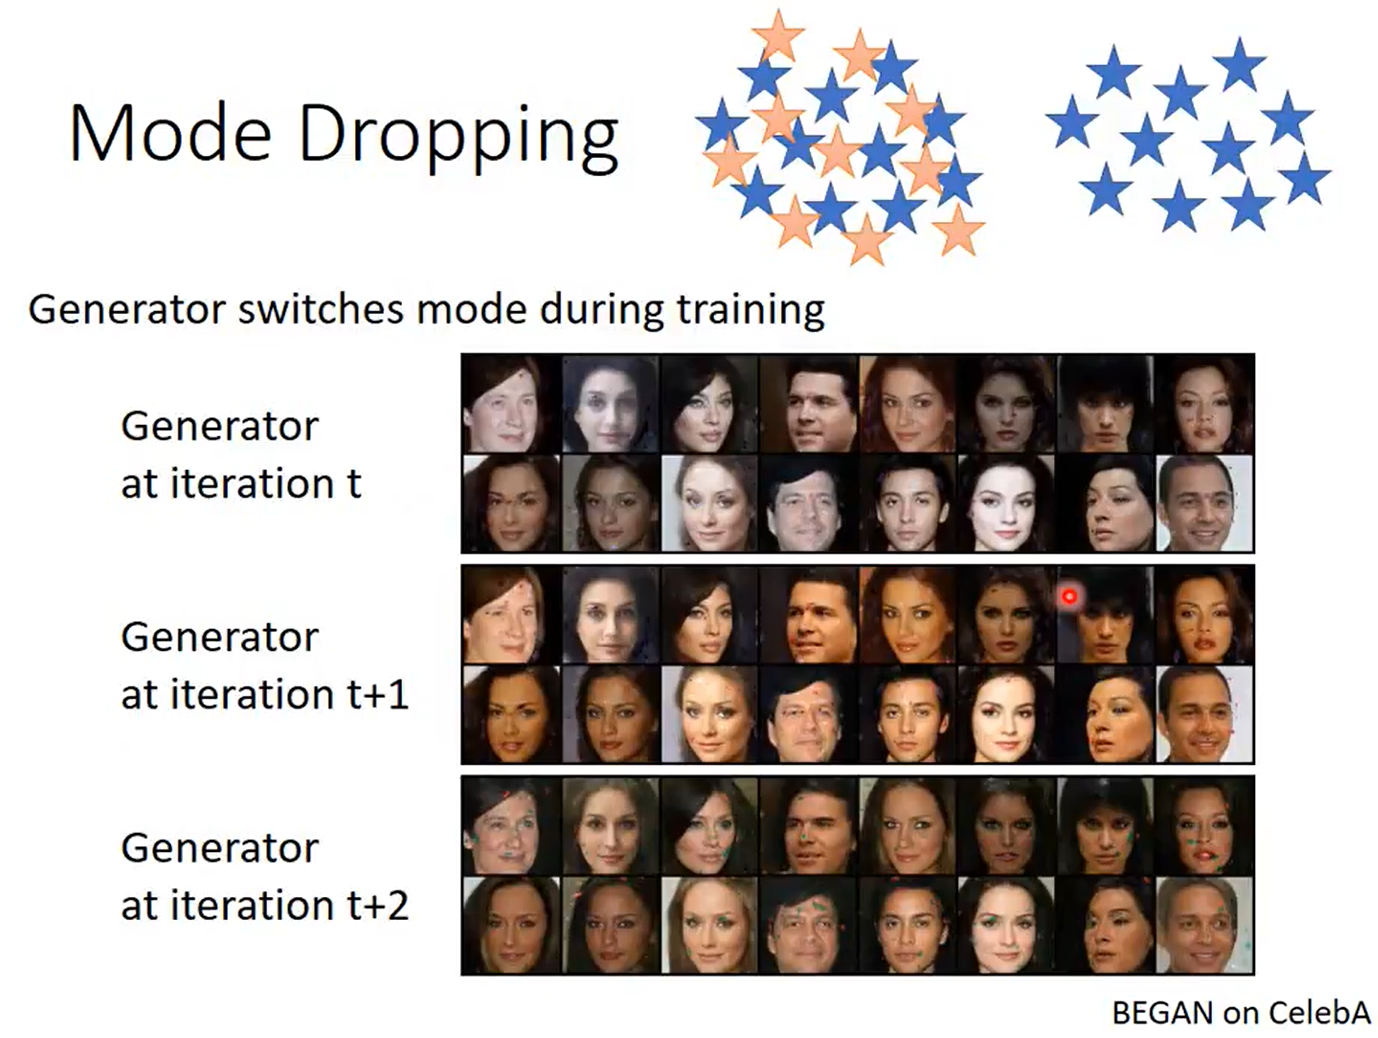 Mode Dropping
Generator switches mode during training
Generator
at iteration t
Generator
at iteration t+1
Generator
at iteration t+2
BEGAN on CelebA